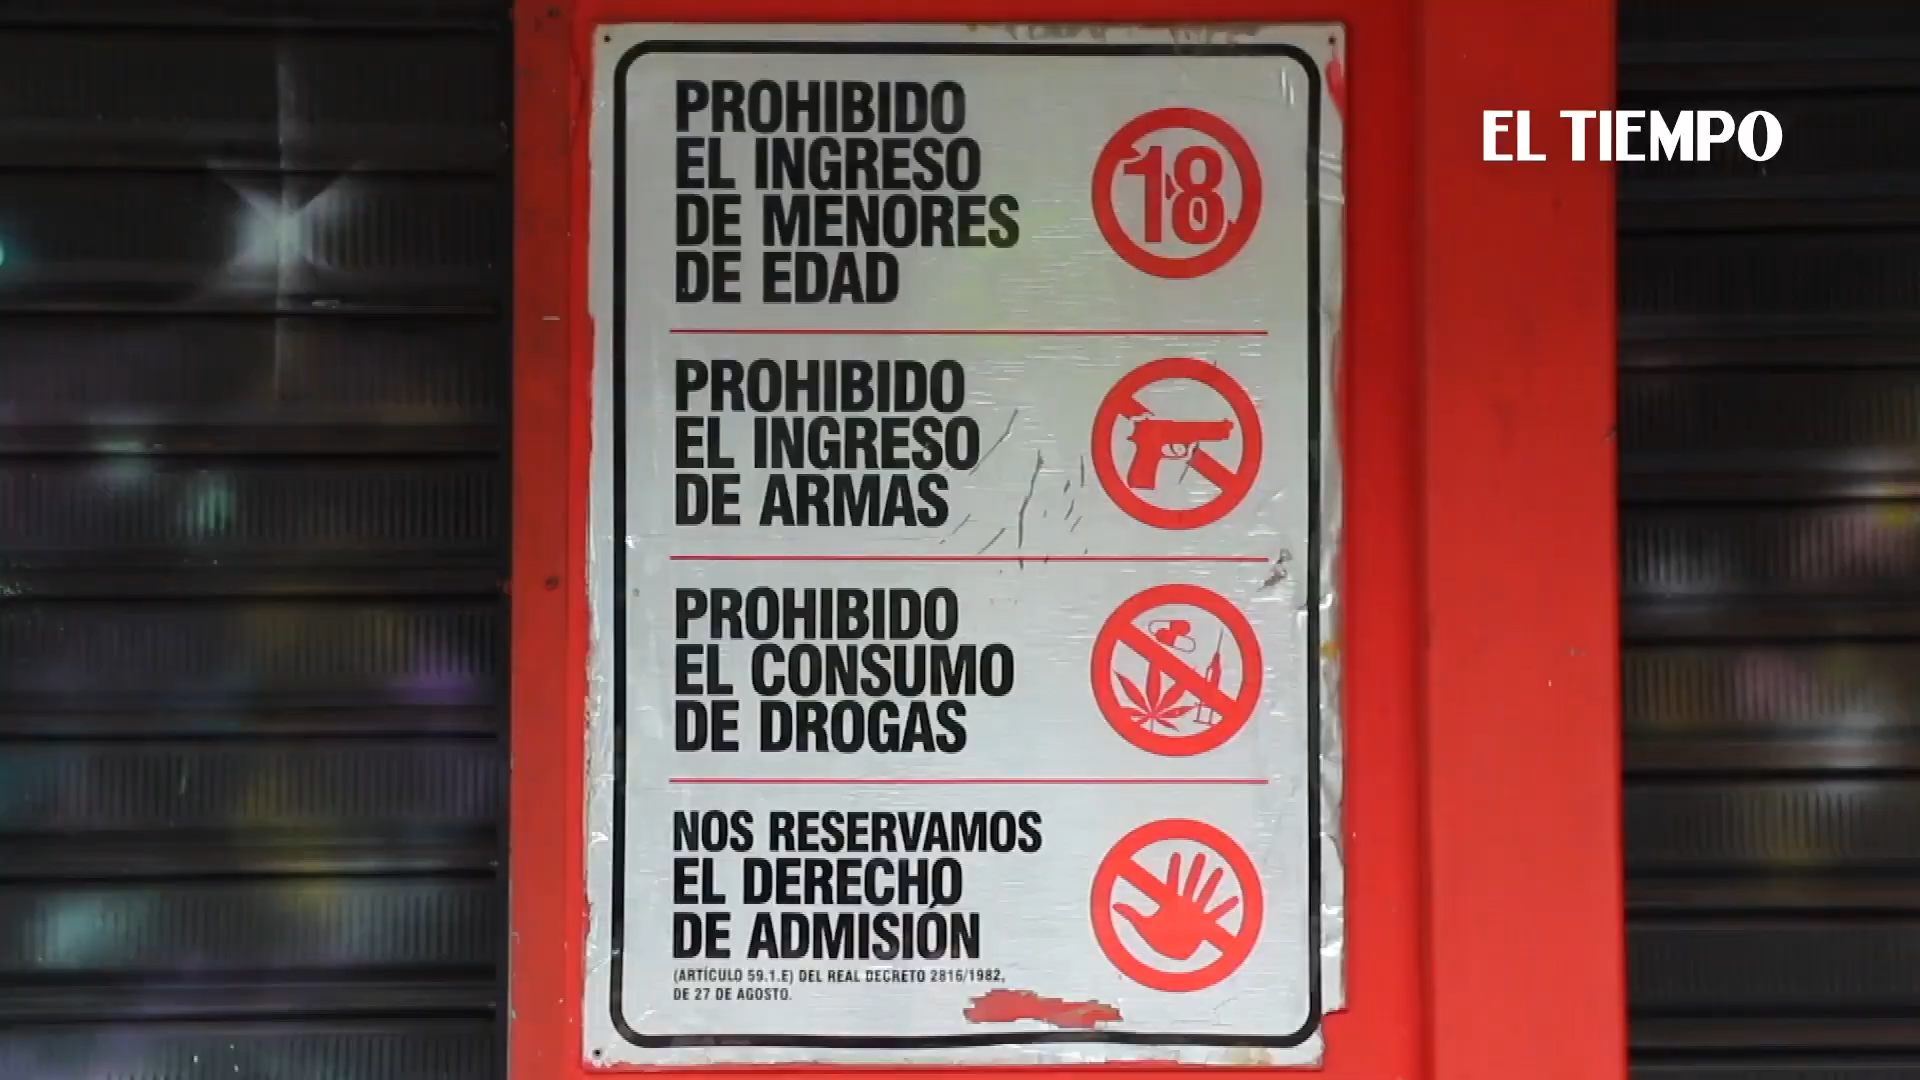 PROHIBIDO
EL INGRESO
DE MENORES
DE EDAD
18
PROHIBIDO
EL INGRESO
DE ARMAS
PROHIBIDO
EL CONSUMO
DE DROGAS
NOS RESERVAMOS
EL DERECHO
DE ADMISIÓN
(ARTÍCULO 59.1.E) DEL REAL DECRETO 2816/1982,
DE 27 DE AGOSTO.
EL TIEMPO